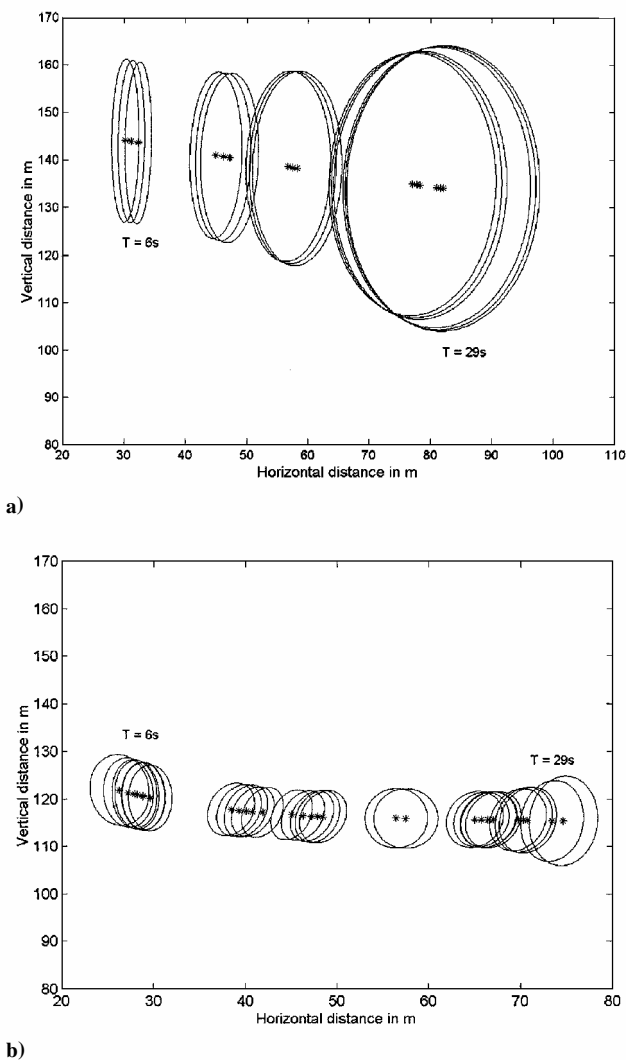 170
160
150
140
130
120
110
100
90
80
Vertical distance in m
T = 6s
T = 29s
20 30 40 50 60 70 80 90 100 110
Horizontal distance in m
a)
170
160
150
140
130
120
110
100
90
80
Vertical distance in m
T = 6s
T = 29s
20 30 40 50 60 70 80
Horizontal distance in m
b)